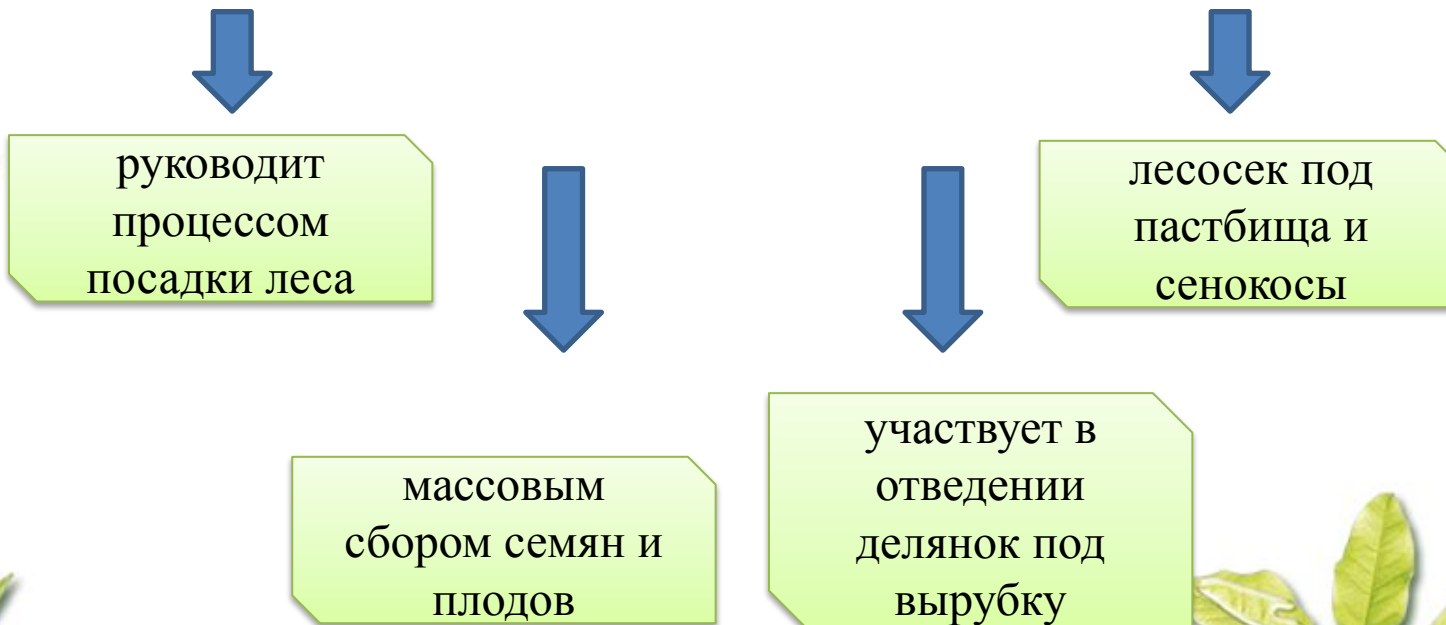 руководит
процессом
посадки леса
массовым
сбором семян и
плодов
участвует в
отведении
делянок под
вырубку
лесосек под
пастбища и
сенокосы